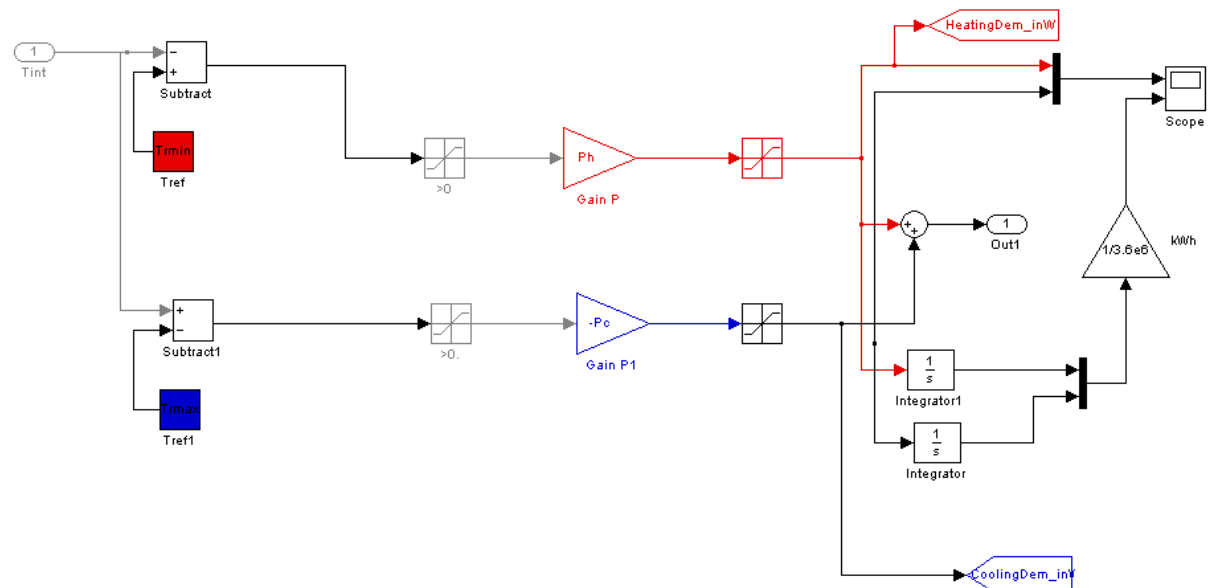 HeatingDem_inW
1
Tint
−
+
Subtract
Trmin
Tref
>0
Ph
Gain P
Scope
+
+
1
Out1
1/3.6e6
kWh
+
−
Subtract1
Trmax
Tref1
>0.
-Pc
Gain P1
1
s
Integrator1
1
s
Integrator
CoolingDem_inW